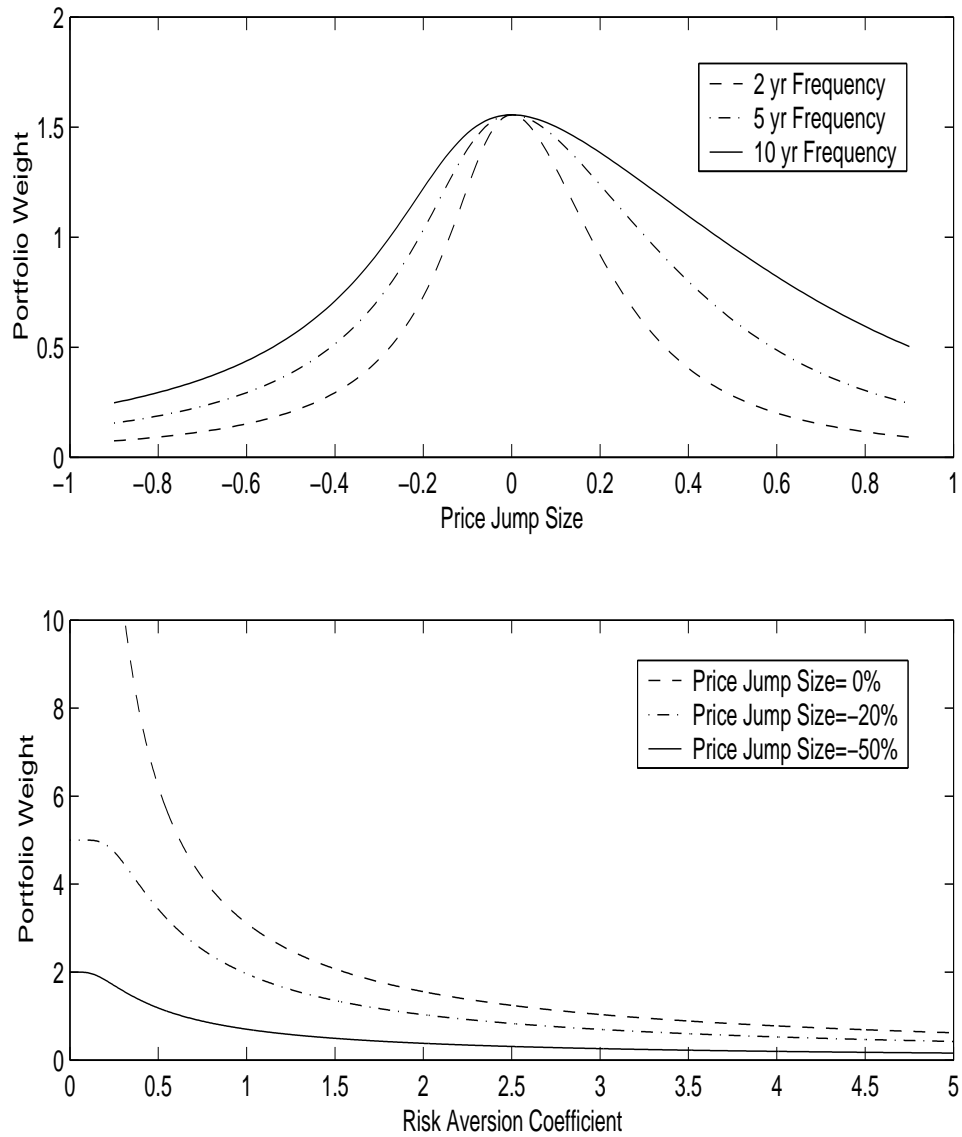 2
1.5
1
0.5
0
Portfolio Weight
2 yr Frequency
5 yr Frequency
10 yr Frequency
−1 −0.8 −0.6 −0.4 −0.2 0 0.2 0.4 0.6 0.8 1
Price Jump Size
10
8
6
4
2
0
Portfolio Weight
Price Jump Size= 0%
Price Jump Size=−20%
Price Jump Size=−50%
0 0.5 1 1.5 2 2.5 3 3.5 4 4.5 5
Risk Aversion Coefficient